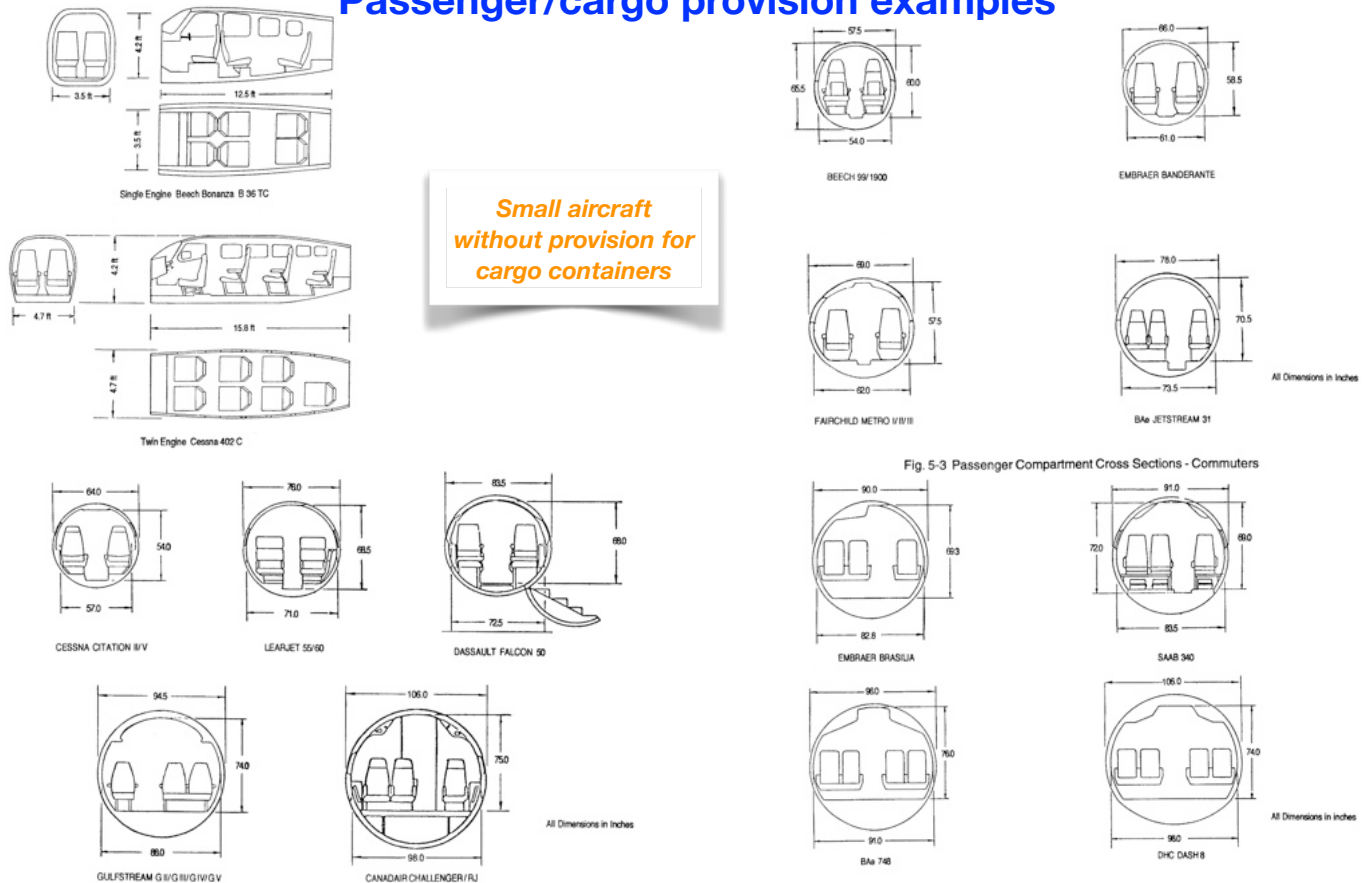 Passenger/cargo provision examples
4.2 ft
3.5 ft
12.5 ft
3.5 ft
Single Engine Beech Bonanza B 36 TC
4.2 ft
4.7 ft
15.8 ft
4.7 ft
Twin Engine Cessna 402 C
Small aircraft
without provision for
cargo containers
57.5
65.5
60.0
54.0
BEECH 99/1900
66.0
58.5
61.0
EMBRAER BANDERANTE
69.0
57.5
62.0
FAIRCHILD METRO I/II/III
78.0
70.5
73.5
BAe JETSTREAM 31
All Dimensions in Inches
Fig. 5-3 Passenger Compartment Cross Sections - Commuters
64.0
54.0
57.0
CESSNA CITATION II/V
76.0
68.5
71.0
LEARJET 55/60
83.5
68.0
72.5
DASSAULT FALCON 50
90.0
69.3
82.8
EMBRAER BRASILIA
91.0
72.0
69.0
83.5
SAAB 340
94.5
74.0
88.0
GULFSTREAM G II/G III/G IV/G V
106.0
75.0
98.0
CANADAIR CHALLENGER/RJ
All Dimensions in Inches
98.0
76.0
91.0
BAe 748
106.0
74.0
98.0
DHC DASH 8
All Dimensions in inches